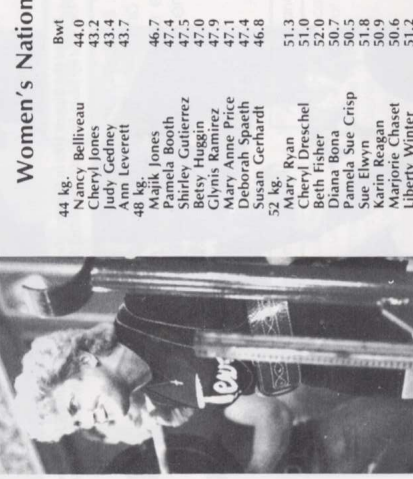 Women's Nation
Bwt
44 kg.
Nancy Belliveau 44.0
Cheryl Jones 43.2
Judy Gedney 43.4
Ann Leverett 43.7
48 kg.
Majik Jones 46.7
Pamela Booth 47.4
Shirley Gutierrez 47.5
Betsy Huggin 47.0
Glynis Ramirez 47.9
Mary Anne Price 47.1
Deborah Spaeth 47.4
Susan Gerhardt 46.8
52 kg.
Mary Ryan 51.3
Cheryl Dreschel 51.0
Beth Fisher 52.0
Diana Bona 50.7
Pamela Sue Crisp 50.5
Sue Elwyn 51.8
Karin Reagan 50.9
Marjorie Chaset 50.6